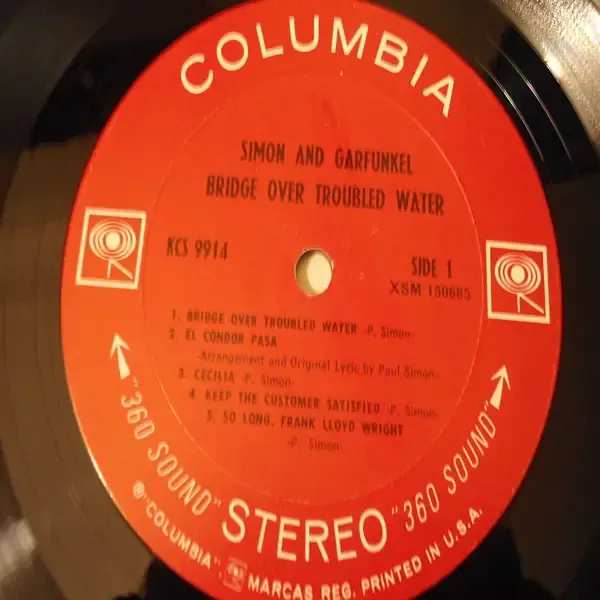 COLUMBIA
SIMON AND GARFUNKEL
BRIDGE OVER TROUBLED WATER
KCS 9914
SIDE 1
XSM 150685
1. BRIDGE OVER TROUBLED WATER -P. Simon-
2. EL CONDOR PASA
Arrangement and Original Lyric by Paul Simon-
3. CECILIA -P. Simon-
4. KEEP THE CUSTOMER SATISFIED -P. Simon-
5. SO LONG, FRANK LLOYD WRIGHT
-P. Simon-
"360 SOUND" STEREO "360 SOUND"
® "COLUMBIA", MARCAS REG. PRINTED IN U.S.A.